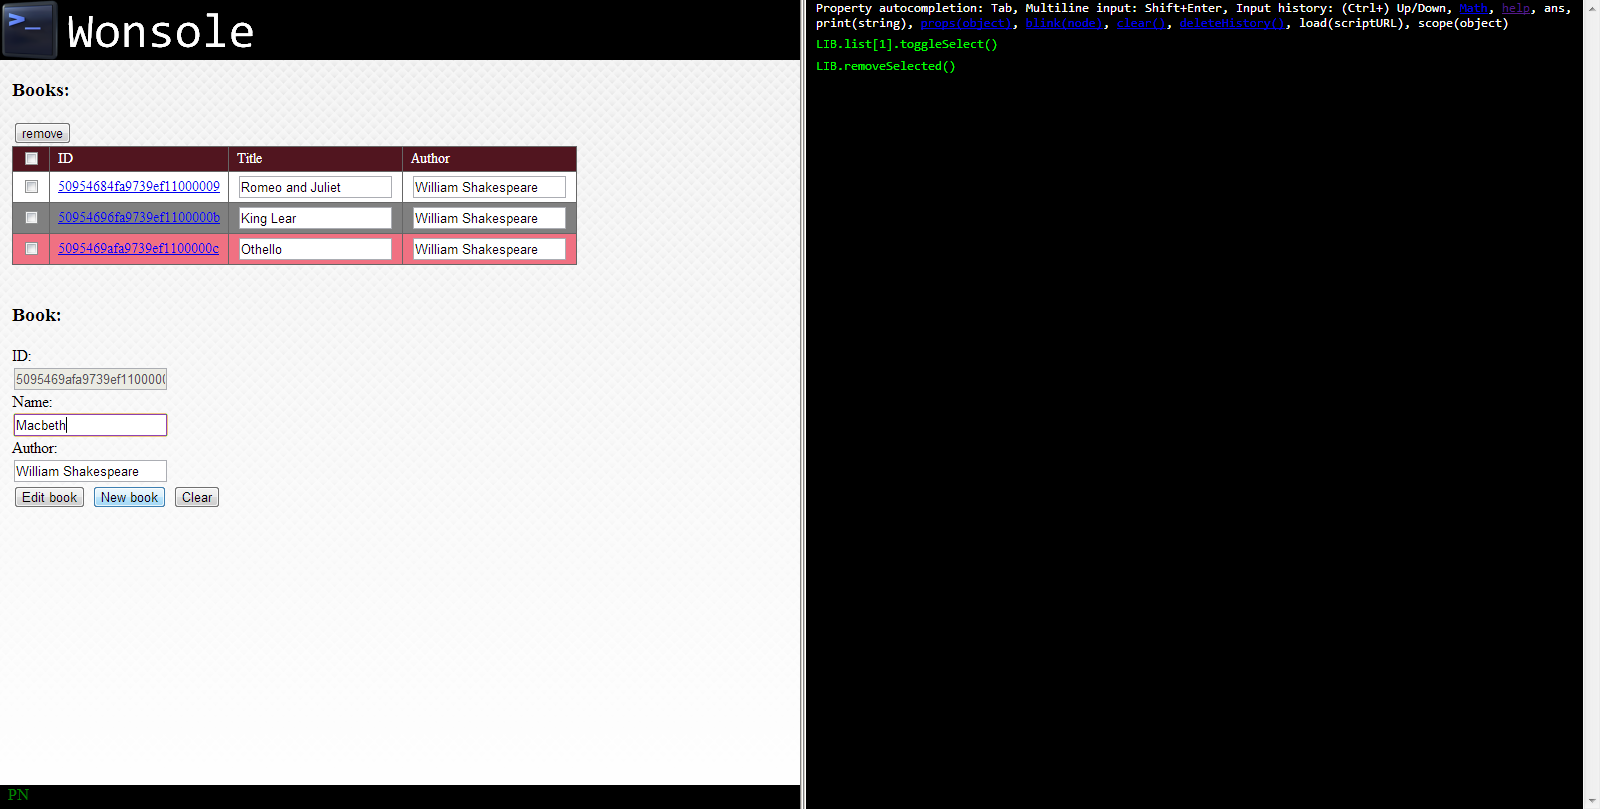 >_ Wonsole
Books:
remove
ID Title Author
50954684fa9739ef11000009 Romeo and Juliet William Shakespeare
50954696fa9739ef1100000b King Lear William Shakespeare
5095469afa9739ef1100000c Othello William Shakespeare
Book:
ID:
5095469afa9739ef110000
Name:
Macbeth
Author:
William Shakespeare
Edit book New book Clear
PN
Property autocompletion: Tab, Multiline input: Shift+Enter, Input history: (Ctrl+) Up/Down, Math, help, ans,
print(string), props(object), blink(node), clear(), deleteHistory(), load(scriptURL), scope(object)
LIB.list[1].toggleSelect()
LIB.removeSelected()